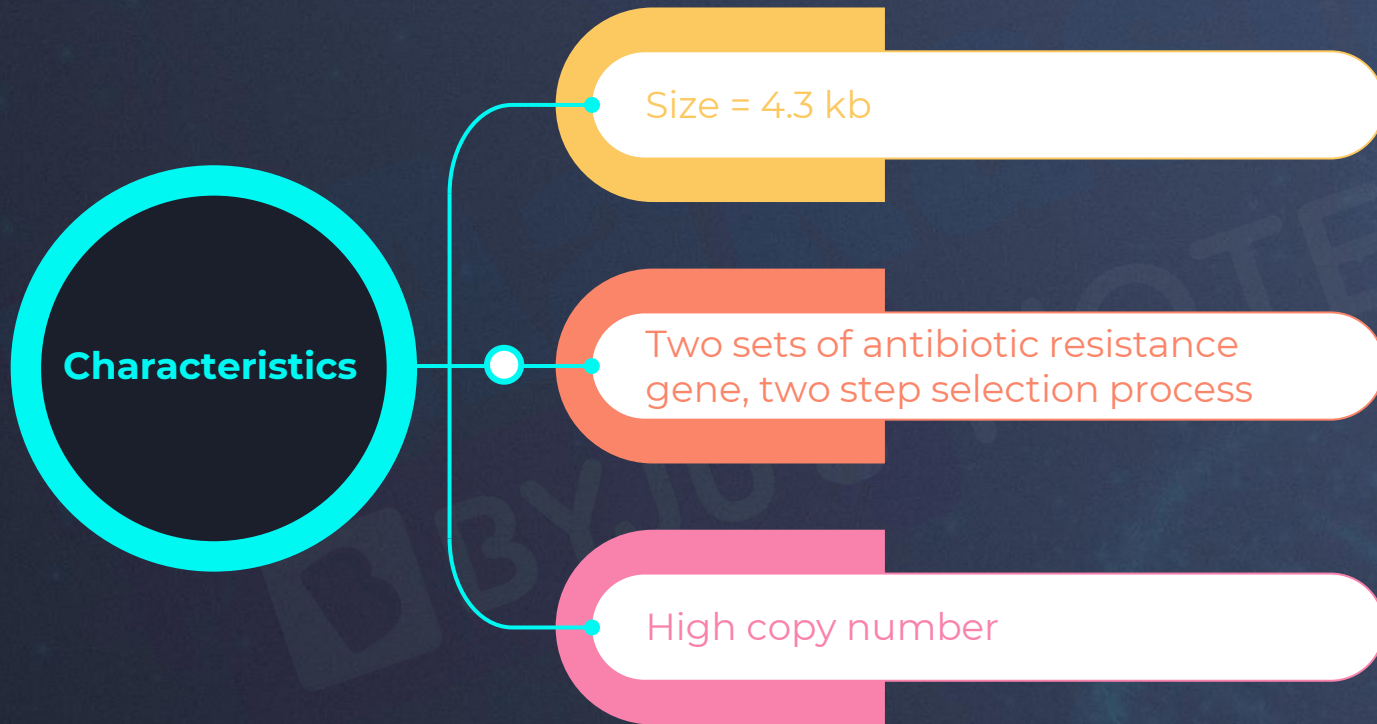 Size = 4.3 kb
Characteristics
Two sets of antibiotic resistance
gene, two step selection process
High copy number